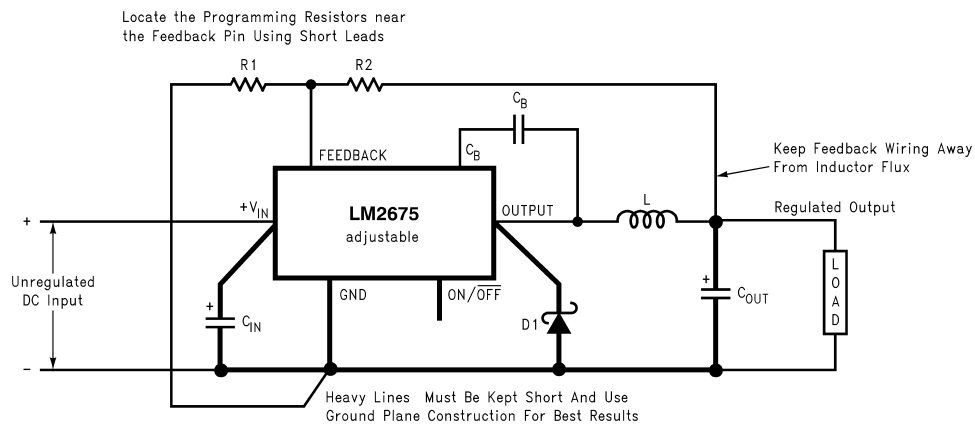 Locate the Programming Resistors near
the Feedback Pin Using Short Leads
R1
R2
C_B
FEEDBACK
C_B
Keep Feedback Wiring Away
From Inductor Flux
+V_IN
LM2675
adjustable
OUTPUT
L
Regulated Output
+
Unregulated
DC Input
-
+
C_IN
GND
ON/O̅F̅F̅
D1
+
C_OUT
LOAD
Heavy Lines Must Be Kept Short And Use
Ground Plane Construction For Best Results